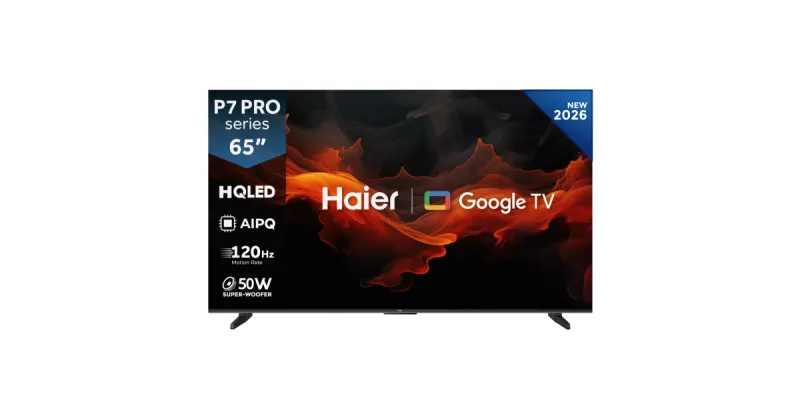 P7 PRO
series
65”
NEW
2026
HQLED
Haier | Google TV
AIPQ
120Hz
Motion Rate
50W
SUPER-WOOFER